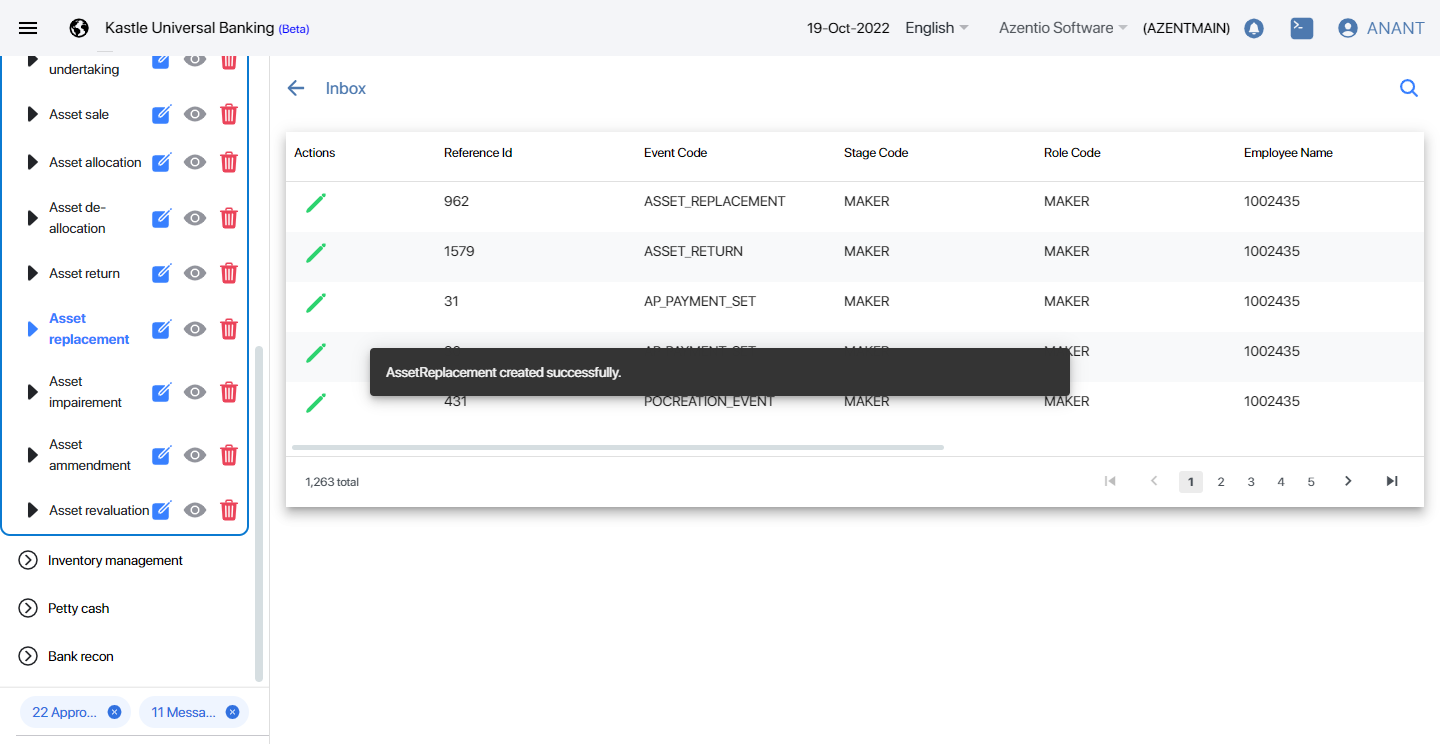 Kastle Universal Banking (Beta)
19-Oct-2022 English Azentio Software (AZENTMAIN) ANANT
undertaking
Asset sale
Asset allocation
Asset de-
allocation
Asset return
Asset
replacement
Asset
impairement
Asset
ammendment
Asset revaluation
Inventory management
Petty cash
Bank recon
22 Appro...
11 Messa...
Inbox
Actions Reference Id Event Code Stage Code Role Code Employee Name
962 ASSET_REPLACEMENT MAKER MAKER 1002435
1579 ASSET_RETURN MAKER MAKER 1002435
31 AP_PAYMENT_SET MAKER MAKER 1002435
AP_PAYMENT_SET MAKER MAKER 1002435
AssetReplacement created successfully.
431 POCREATION_EVENT MAKER MAKER 1002435
1,263 total
1 2 3 4 5